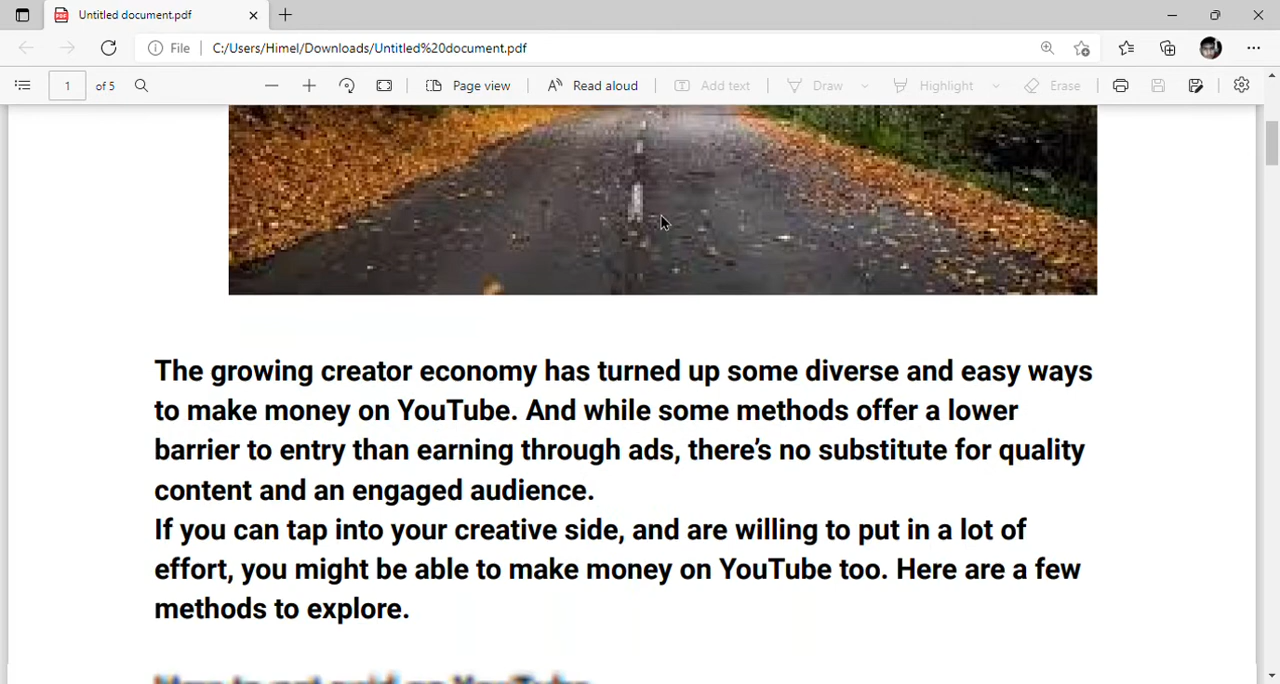 Untitled document.pdf
File
C:/Users/Himel/Downloads/Untitled%20document.pdf
1 of 5
Page view
Read aloud
Add text
Draw
Highlight
Erase
The growing creator economy has turned up some diverse and easy ways
to make money on YouTube. And while some methods offer a lower
barrier to entry than earning through ads, there’s no substitute for quality
content and an engaged audience.
If you can tap into your creative side, and are willing to put in a lot of
effort, you might be able to make money on YouTube too. Here are a few
methods to explore.